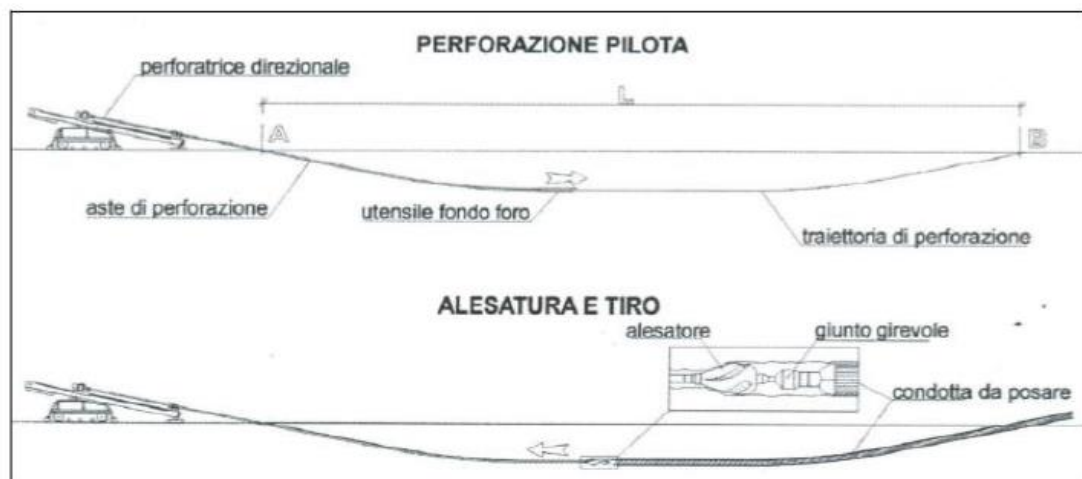 PERFORAZIONE PILOTA
perforatrice direzionale
L
A
B
aste di perforazione
utensile fondo foro
traiettoria di perforazione
ALESATURA E TIRO
alesatore
giunto girevole
condotta da posare